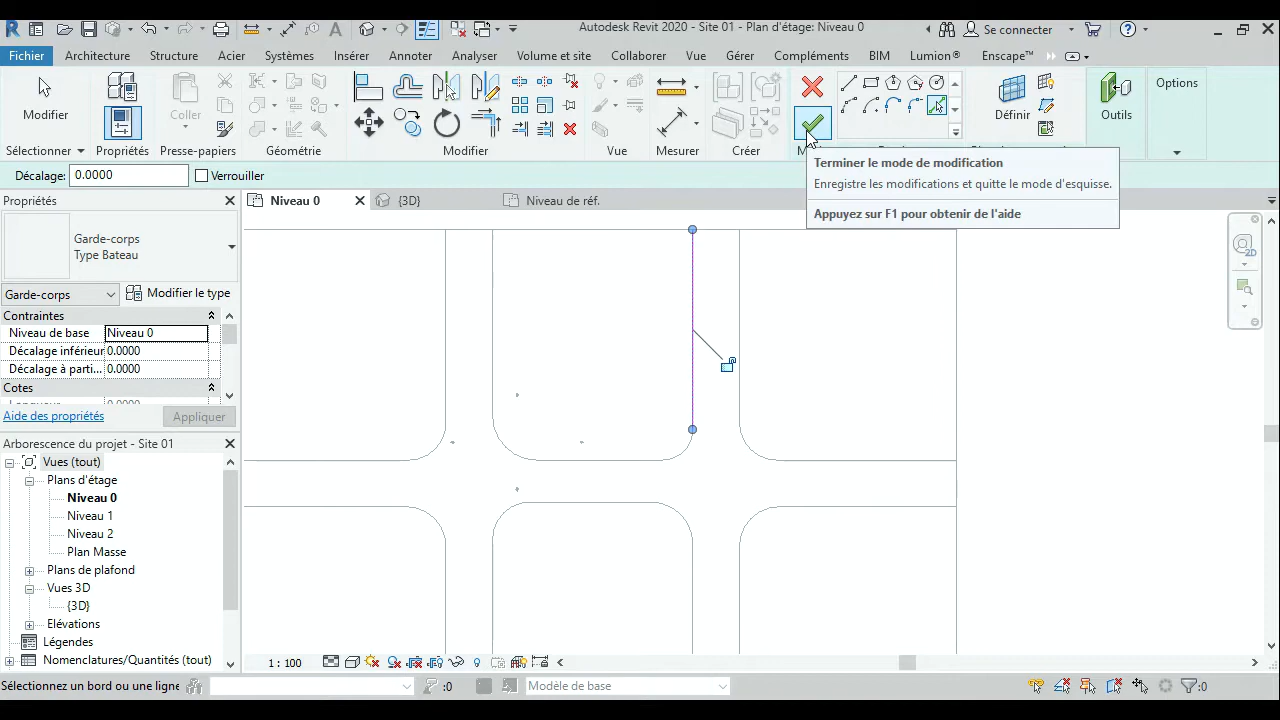 Autodesk Revit 2020 - Site 01 - Plan d'étage: Niveau 0
Se connecter
Fichier Architecture Structure Acier Systèmes Insérer Annoter Analyser Volume et site Collaborer Vue Gérer Compléments BIM Lumion® Enscape™
Modifier
Coller
Définir
Outils
Options
Sélectionner Propriétés Presse-papiers Géométrie Modifier Vue Mesurer Créer
Décalage: 0.0000 Verrouiller
Terminer le mode de modification
Enregistre les modifications et quitte le mode d'esquisse.
Appuyez sur F1 pour obtenir de l'aide
Propriétés
Niveau 0
{3D}
Niveau de réf.
Garde-corps
Type Bateau
Garde-corps
Modifier le type
Contraintes
Niveau de base Niveau 0
Décalage inférieur 0.0000
Décalage à parti... 0.0000
Cotes
0.0000
Aide des propriétés
Appliquer
Arborescence du projet - Site 01
Vues (tout)
Plans d'étage
Niveau 0
Niveau 1
Niveau 2
Plan Masse
Plans de plafond
Vues 3D
{3D}
Elévations
Légendes
Nomenclatures/Quantités (tout)
1 : 100
2D
Sélectionnez un bord ou une ligne
:0
Modèle de base
:0